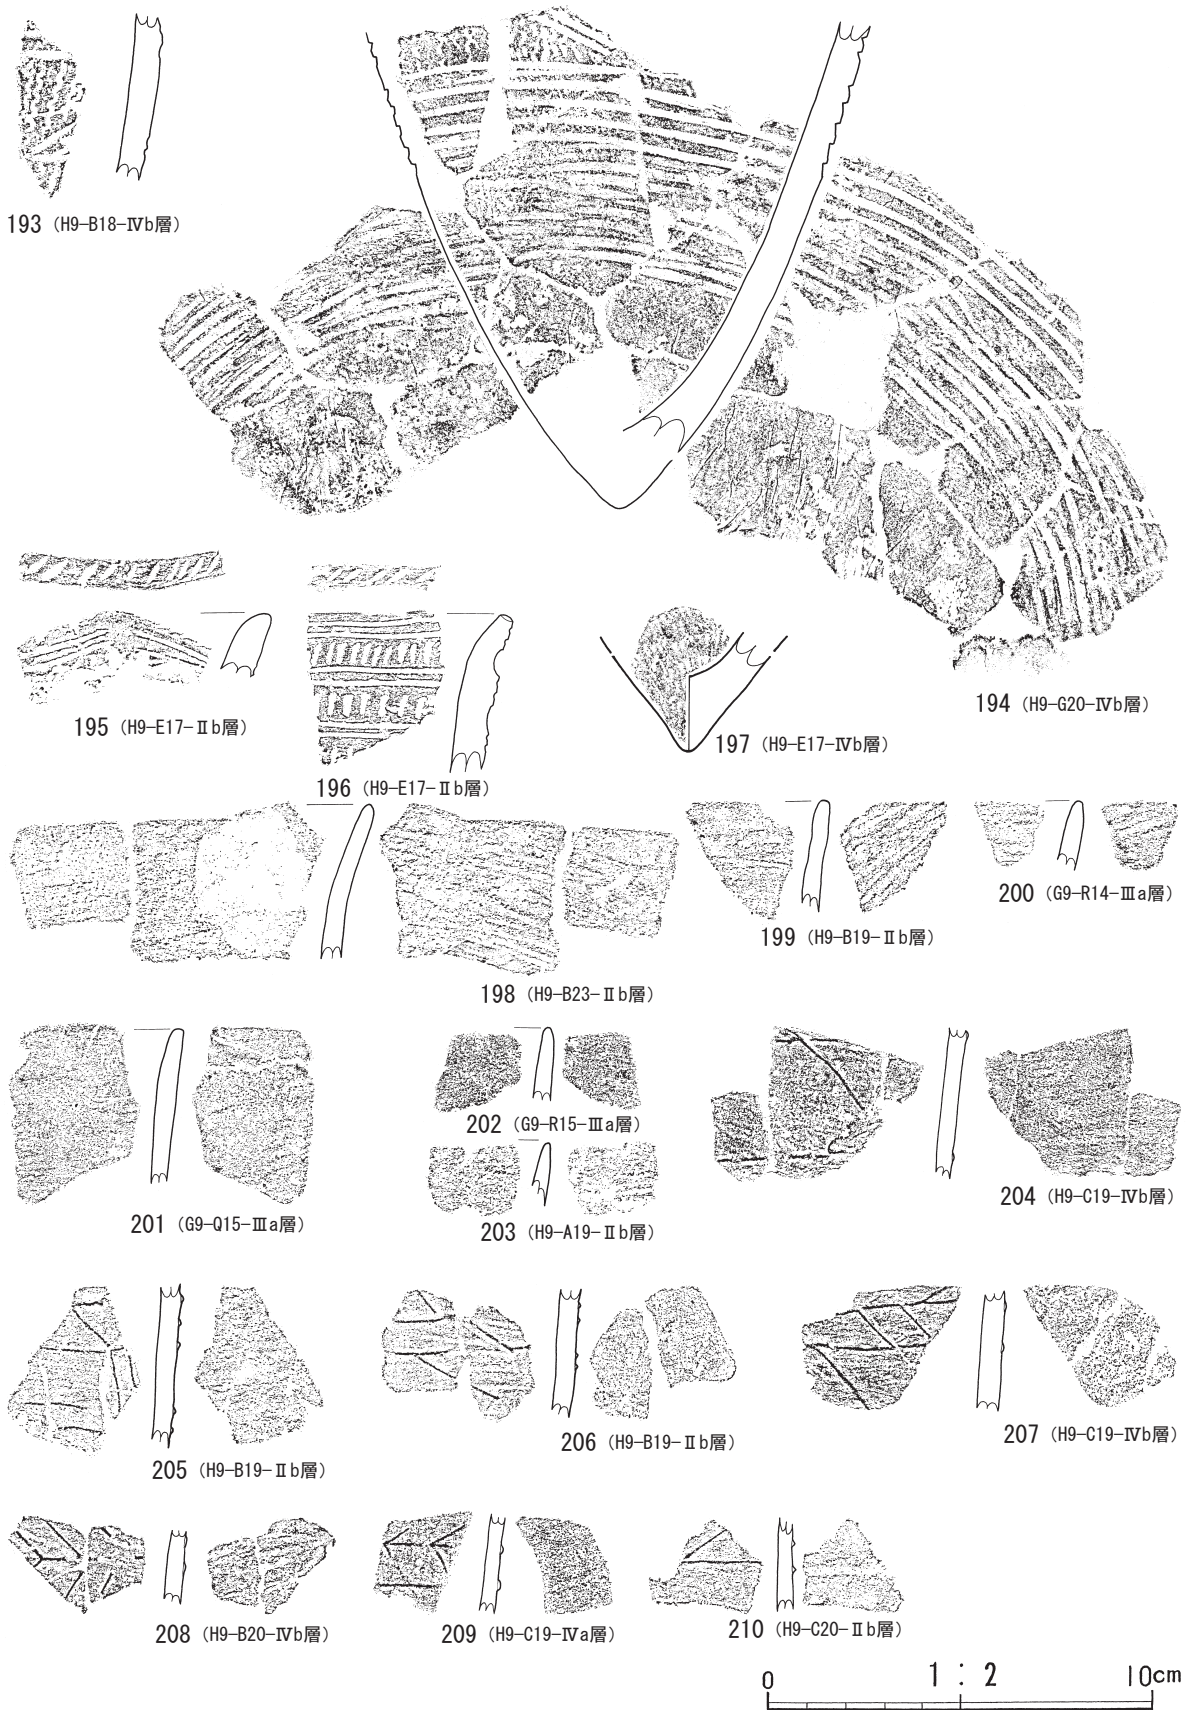 193 (H9-B18-Ⅳb層)
194 (H9-G20-Ⅳb層)
195 (H9-E17-Ⅱb層)
196 (H9-E17-Ⅱb層)
197 (H9-E17-Ⅳb層)
198 (H9-B23-Ⅱb層)
199 (H9-B19-Ⅱb層)
200 (G9-R14-Ⅲa層)
201 (G9-Q15-Ⅲa層)
202 (G9-R15-Ⅲa層)
203 (H9-A19-Ⅱb層)
204 (H9-C19-Ⅳb層)
205 (H9-B19-Ⅱb層)
206 (H9-B19-Ⅱb層)
207 (H9-C19-Ⅳb層)
208 (H9-B20-Ⅳb層)
209 (H9-C19-Ⅳa層)
210 (H9-C20-Ⅱb層)
0 1:2 10cm